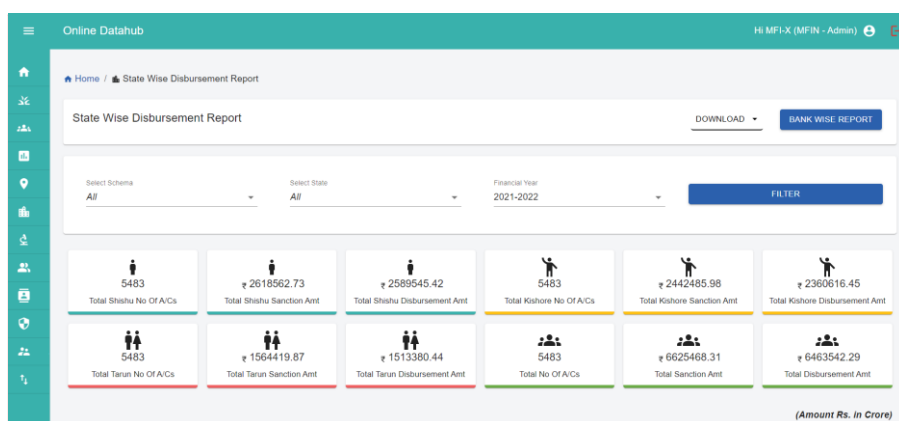 Online Datahub
Hi MFI-X (MFIN - Admin)
Home / State Wise Disbursement Report
State Wise Disbursement Report
DOWNLOAD
BANK WISE REPORT
Select Schema
Select State
Financial Year
All
All
2021-2022
FILTER
5483
₹ 2618562.73
₹ 2589545.42
5483
₹ 2442485.98
₹ 2360616.45
Total Shishu No Of A/Cs
Total Shishu Sanction Amt
Total Shishu Disbursement Amt
Total Kishore No Of A/Cs
Total Kishore Sanction Amt
Total Kishore Disbursement Amt
5483
₹ 1564419.87
₹ 1513380.44
5483
₹ 6625468.31
₹ 6463542.29
Total Tarun No Of A/Cs
Total Tarun Sanction Amt
Total Tarun Disbursement Amt
Total No Of A/Cs
Total Sanction Amt
Total Disbursement Amt
(Amount Rs. in Crore)